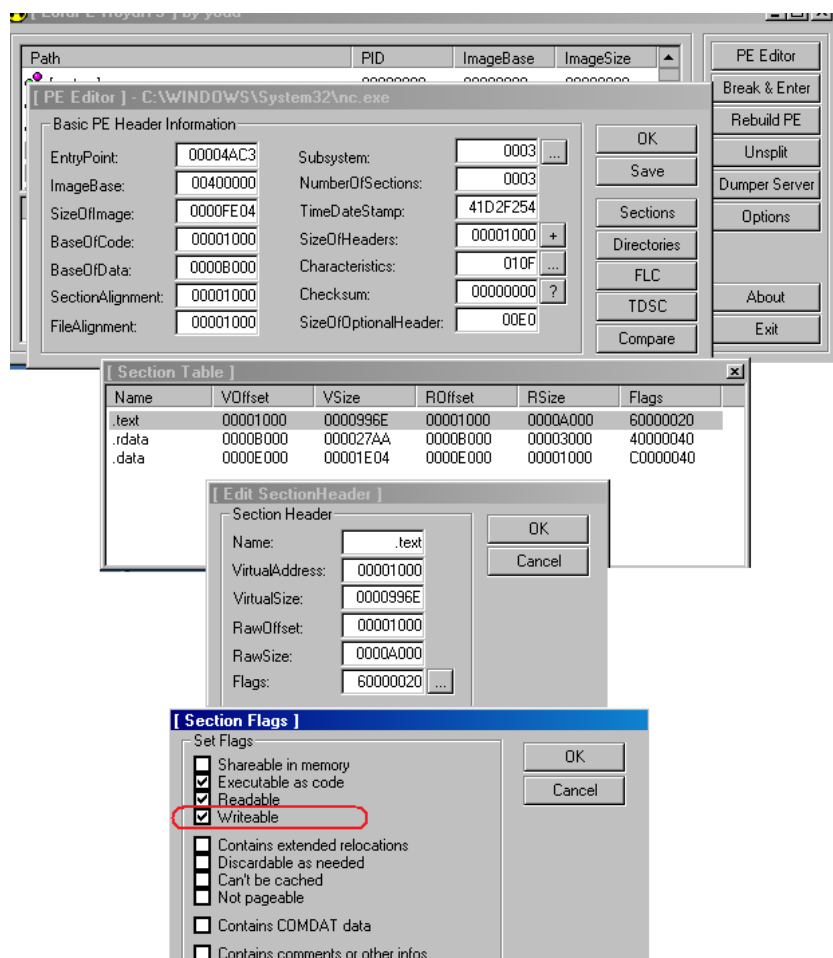 by yoda
Path PID ImageBase ImageSize PE Editor
[ PE Editor ] - C:\WINDOWS\System32\nc.exe Break & Enter
Basic PE Header Information Rebuild PE
EntryPoint: 00004AC3 Subsystem: 0003 ... OK Unsplit
ImageBase: 00400000 NumberOfSections: 0003 Save Dumper Server
SizeOfImage: 0000FE04 TimeDateStamp: 41D2F254 Sections Options
BaseOfCode: 00001000 SizeOfHeaders: 00001000 + Directories
BaseOfData: 0000B000 Characteristics: 010F ... FLC
SectionAlignment: 00001000 Checksum: 00000000 ? TDSC About
FileAlignment: 00001000 SizeOfOptionalHeader: 00E0 Compare Exit
[ Section Table ]
Name VOffset VSize ROffset RSize Flags
.text 00001000 0000996E 00001000 0000A000 60000020
.rdata 0000B000 000027AA 0000B000 00003000 40000040
.data 0000E000 00001E04 0000E000 00001000 C0000040
[ Edit SectionHeader ]
Section Header
Name: .text OK
VirtualAddress: 00001000 Cancel
VirtualSize: 0000996E
RawOffset: 00001000
RawSize: 0000A000
Flags: 60000020 ...
[ Section Flags ]
Set Flags
Shareable in memory OK
Executable as code
Readable Cancel
Writeable
Contains extended relocations
Discardable as needed
Can't be cached
Not pageable
Contains COMDAT data
Contains comments or other infos